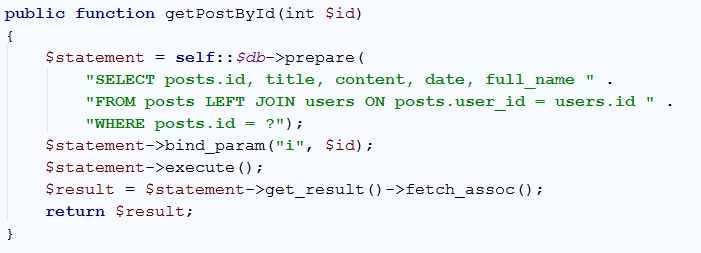 public function getPostById(int $id)
{
    $statement = self::$db->prepare(
        "SELECT posts.id, title, content, date, full_name " .
        "FROM posts LEFT JOIN users ON posts.user_id = users.id " .
        "WHERE posts.id = ?");
    $statement->bind_param("i", $id);
    $statement->execute();
    $result = $statement->get_result()->fetch_assoc();
    return $result;
}